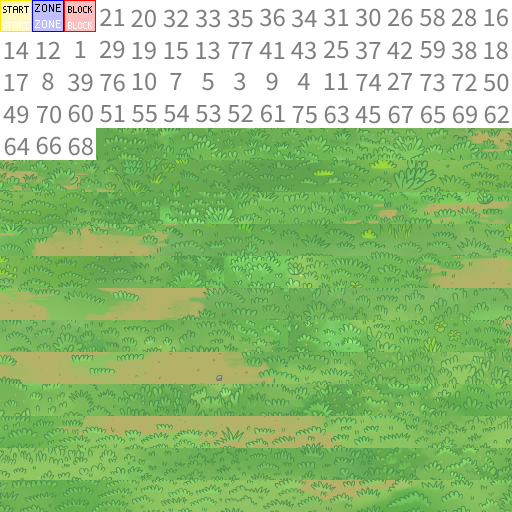 START ZONE BLOCK 21 20 32 33 35 36 34 31 30 26 58 28 16
START ZONE BLOCK
14 12 1 29 19 15 13 77 41 43 25 37 42 59 38 18
17 8 39 76 10 7 5 3 9 4 11 74 27 73 72 50
49 70 60 51 55 54 53 52 61 75 63 45 67 65 69 62
64 66 68